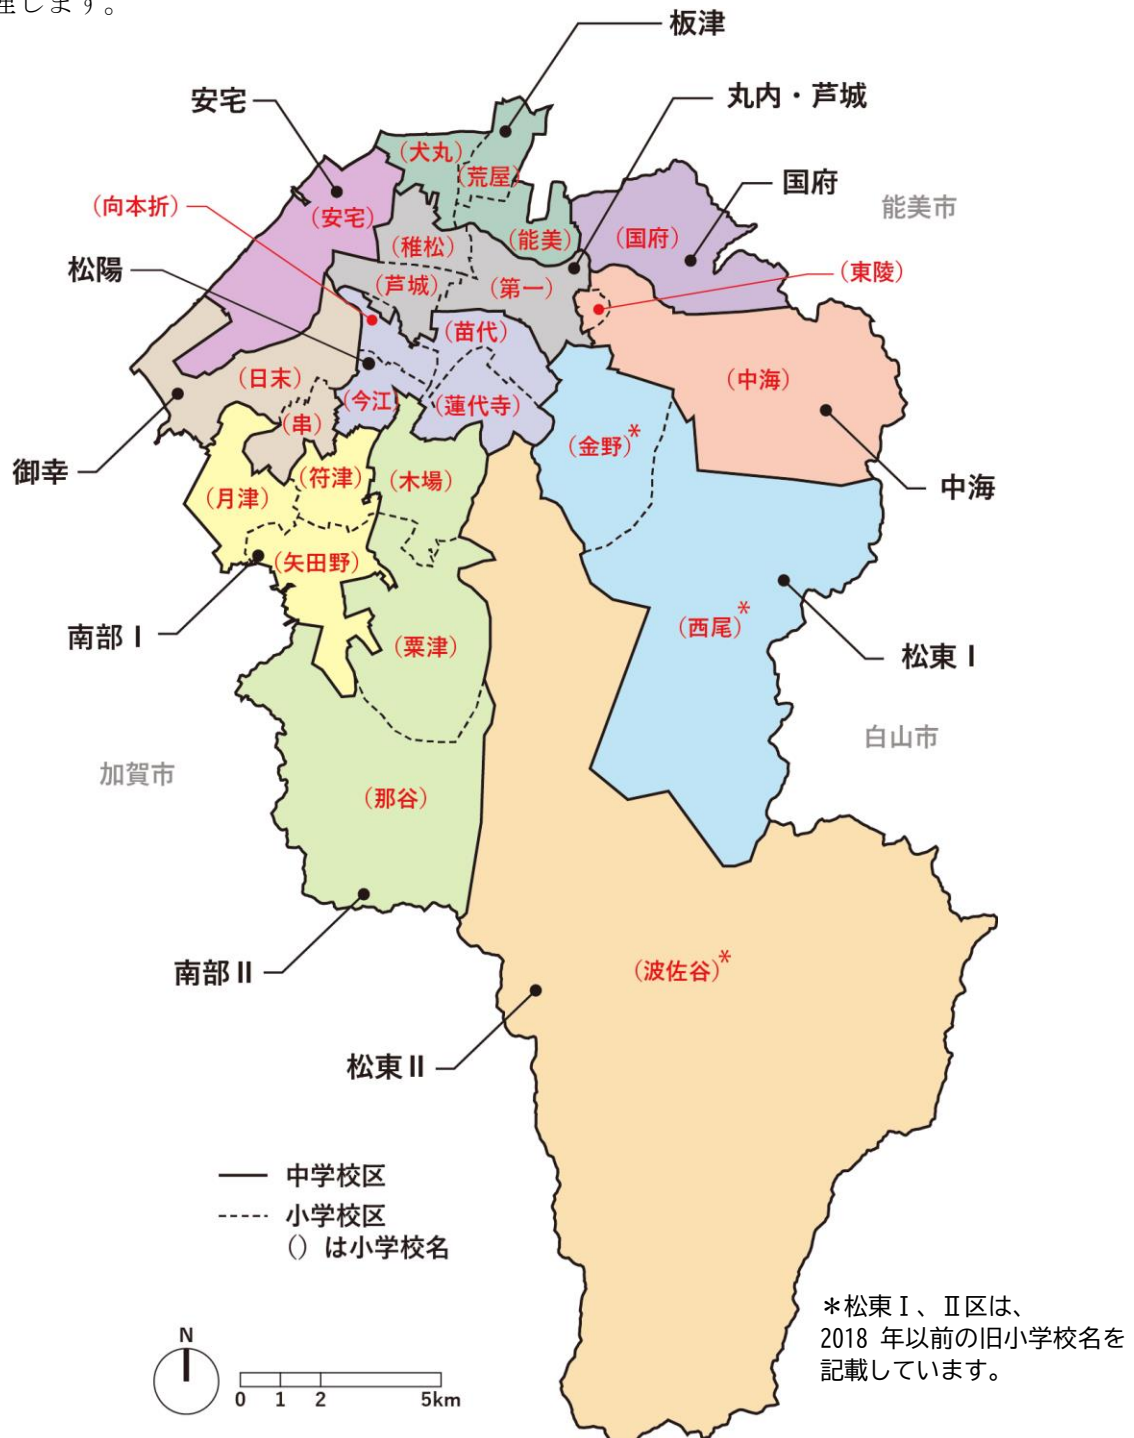 理します。
板津
丸内・芦城
安宅
(犬丸)
(荒屋)
国府
(向本折)
(安宅)
能美市
(稚松)
(能美)
(国府)
松陽
(芦城)
(第一)
(東陵)
(苗代)
(日末)
(中海)
(今江)
(蓮代寺)
(串)
(金野)*
御幸
(符津)
(木場)
中海
(月津)
(矢田野)
南部Ⅰ
(粟津)
(西尾)*
松東Ⅰ
白山市
加賀市
(那谷)
南部Ⅱ
(波佐谷)*
松東Ⅱ
中学校区
小学校区
()は小学校名
*松東Ⅰ、Ⅱ区は、
2018 年以前の旧小学校名を
記載しています。
N
0 1 2 5km